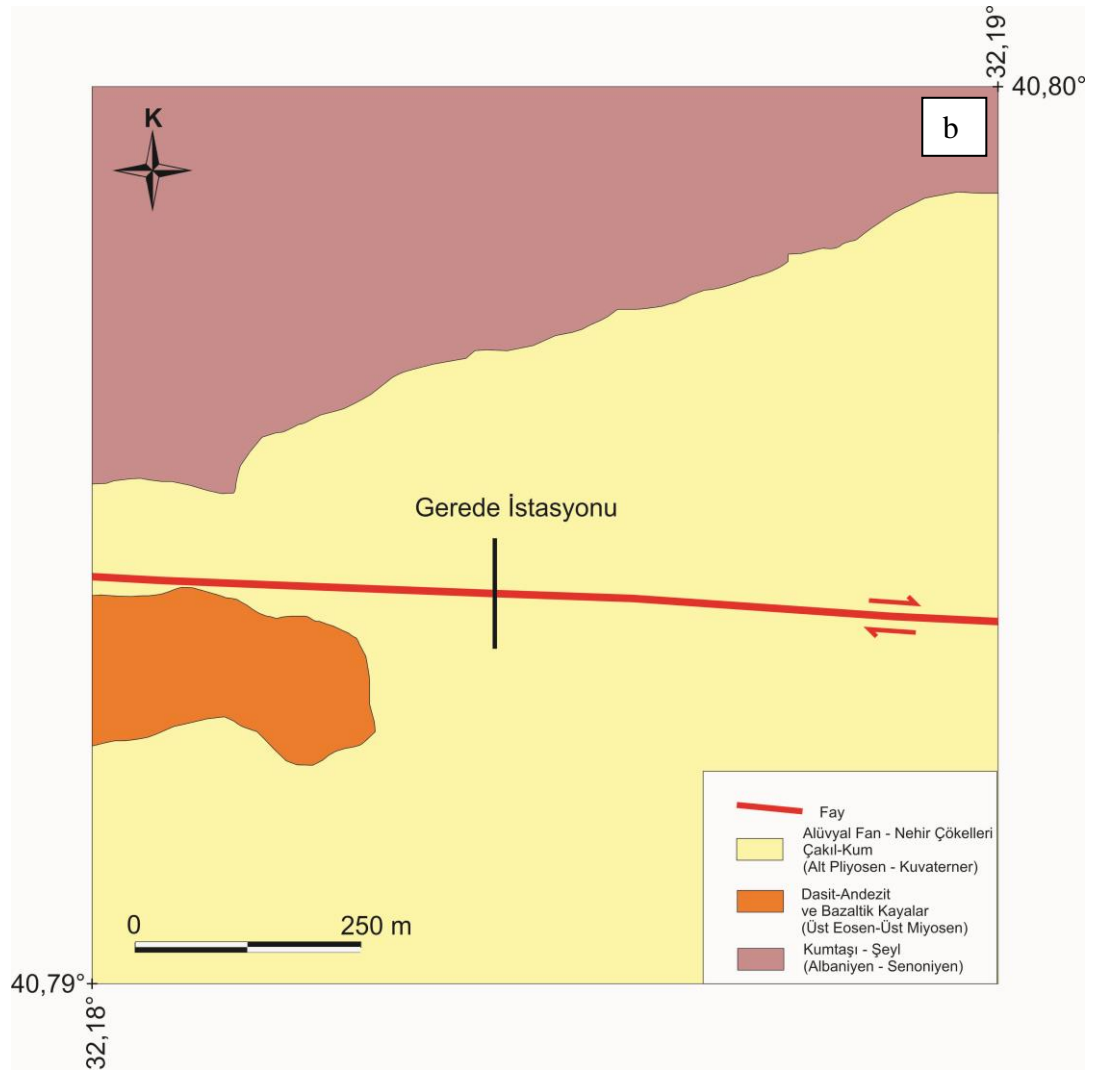 32,19°
40,80°
b
K
Gerede İstasyonu
Fay
Alüvyal Fan - Nehir Çökelleri
Çakıl-Kum
(Alt Pliyosen - Kuvaterner)
Dasit-Andezit
ve Bazaltik Kayalar
(Üst Eosen-Üst Miyosen)
Kumtaşı - Şeyl
(Albaniyen - Senoniyen)
0 250 m
40,79°
32,18°